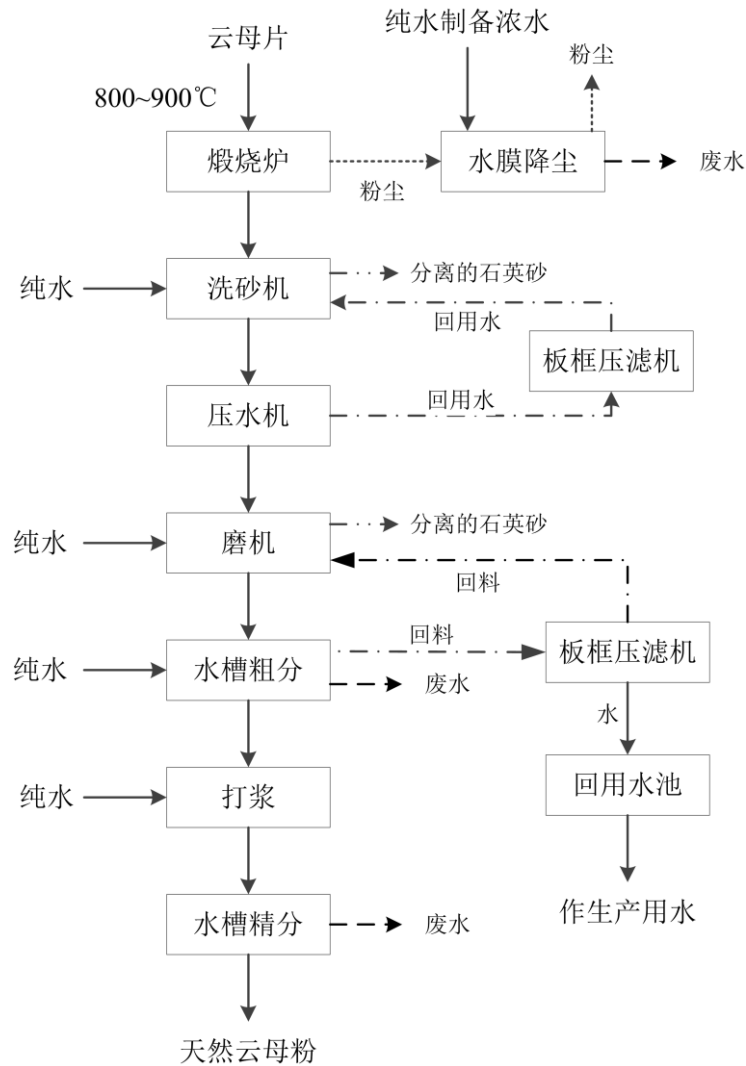 云母片
纯水制备浓水
粉尘
800~900℃
煅烧炉
粉尘
水膜降尘
废水
纯水
洗砂机
分离的石英砂
回用水
板框压滤机
压水机
回用水
纯水
磨机
分离的石英砂
回料
纯水
水槽粗分
回料
废水
板框压滤机
水
纯水
打浆
回用水池
水槽精分
废水
作生产用水
天然云母粉